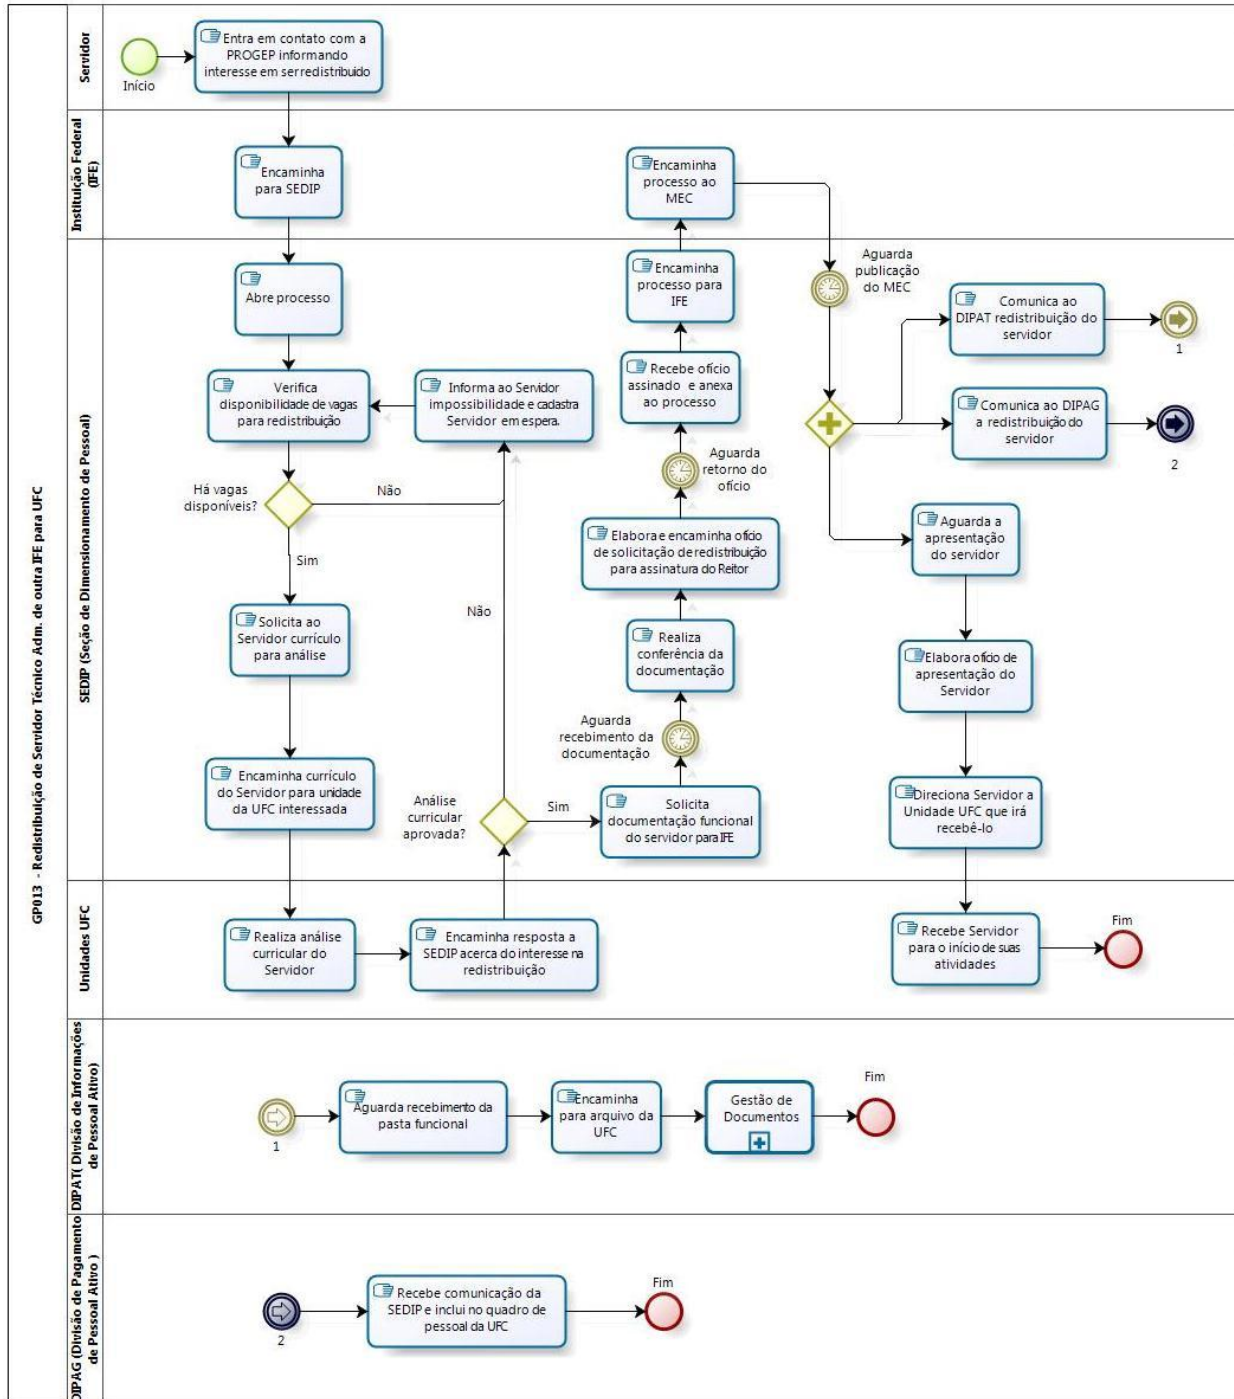 GP013 - Redistribuição de Servidor Técnico Adm. de outra IFE para UFC
Servidor
Início
Entra em contato com a
PROGEP informando
interesse em ser redistribuido
Instituição Federal
(IFE)
Encaminha
para SEDIP
Encaminha
processo ao
MEC
SEDIP (Seção de Dimensionamento de Pessoal)
Abre processo
Verifica
disponibilidade de vagas
para redistribuição
Informa ao Servidor
impossibilidade e cadastra
Servidor em espera.
Há vagas
disponíveis?
Não
Sim
Solicita ao
Servidor currículo
para análise
Encaminha currículo
do Servidor para unidade
da UFC interessada
Análise
curricular
aprovada?
Não
Sim
Solicita
documentação funcional
do servidor para IFE
Aguarda
recebimento da
documentação
Realiza
conferência da
documentação
Elabora e encaminha ofício
de solicitação de redistribuição
para assinatura do Reitor
Aguarda
retorno do
ofício
Recebe ofício
assinado e anexa
ao processo
Encaminha
processo para
IFE
Aguarda
publicação
do MEC
Comunica ao
DIPAT redistribuição do
servidor
1
Comunica ao DIPAG
a redistribuição do
servidor
2
Aguarda a
apresentação
do servidor
Elabora ofício de
apresentação do
Servidor
Direciona Servidor a
Unidade UFC que irá
recebê-lo
Unidades UFC
Realiza análise
curricular do
Servidor
Encaminha resposta a
SEDIP acerca do interesse na
redistribuição
Recebe Servidor
para o início de suas
atividades
Fim
DIPAT( Divisão de Informações
de Pessoal Ativo)
1
Aguarda recebimento da
pasta funcional
Encaminha
para arquivo da
UFC
Gestão de
Documentos
Fim
DIPAG (Divisão de Pagamento
de Pessoal Ativo )
2
Recebe comunicação da
SEDIP e inclui no quadro de
pessoal da UFC
Fim